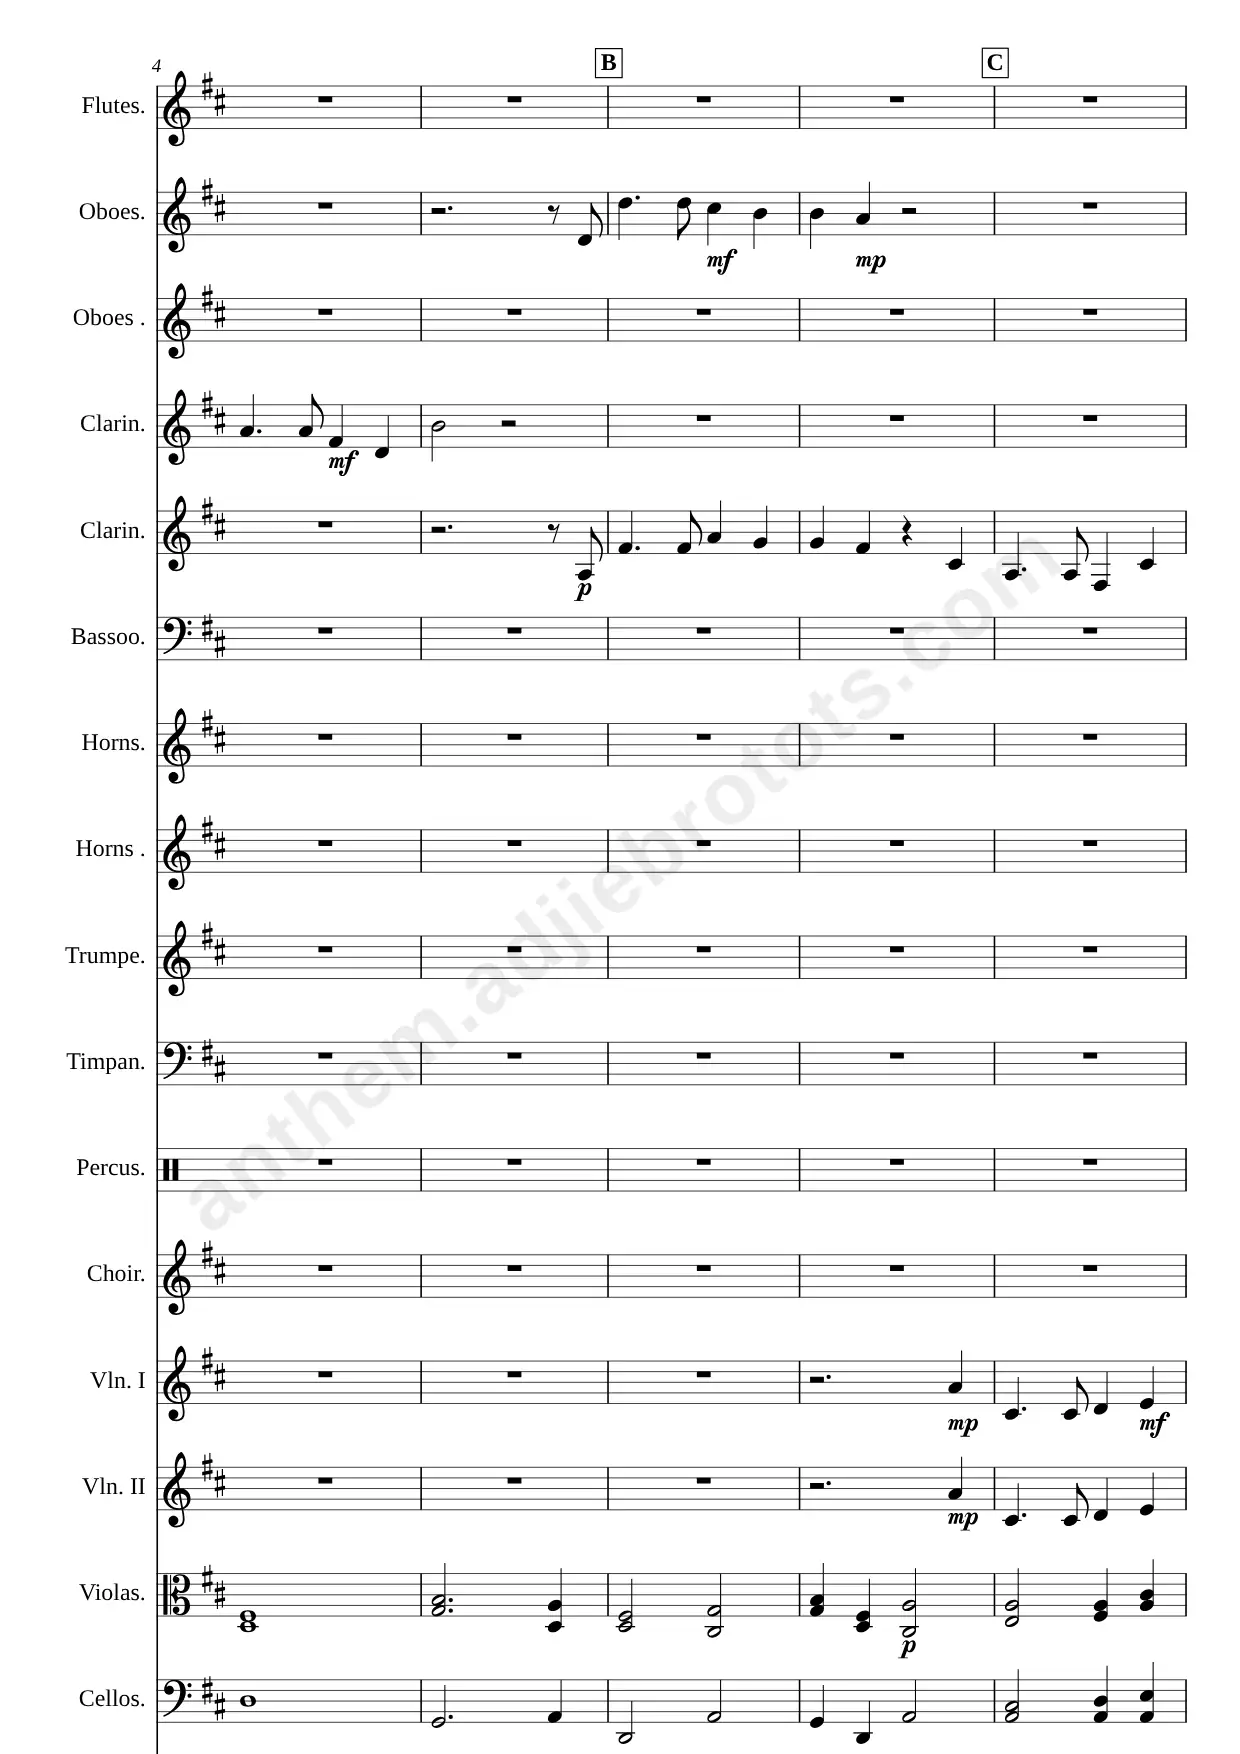 4
B
C
Flutes.
Oboes.
mf
mp
Oboes .
Clarin.
mf
Clarin.
p
Bassoo.
Horns.
Horns .
Trumpe.
Timpan.
Percus.
Choir.
Vln. I
mp
mf
Vln. II
mp
Violas.
p
Cellos.
anthem.adjiebrotots.com